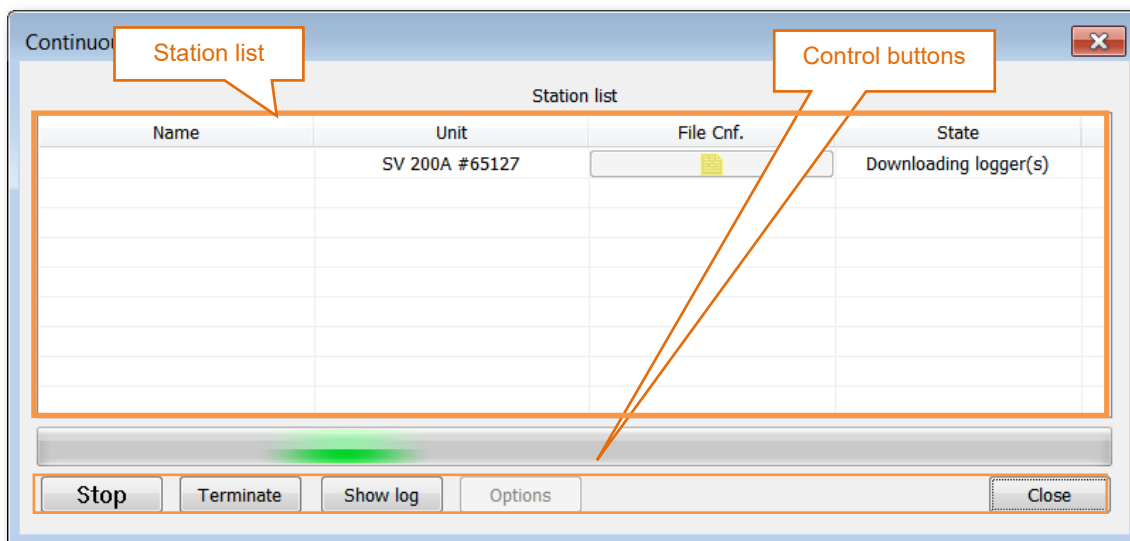 Station list
Control buttons
Station list
Name Unit File Cnf. State
SV 200A #65127 Downloading logger(s)
Stop Terminate Show log Options Close